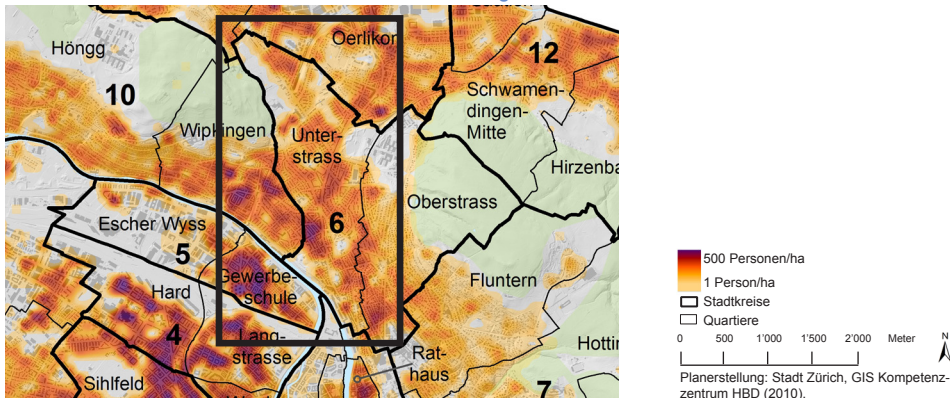 Höngg
Oerlikon
12
10
Schwamen-
dingen-
Mitte
Wipkingen
Unter-
strass
Hirzenba
Oberstrass
Escher Wyss
6
5
Fluntern
Hard
Gewerbe-
schule
4
Lang-
strasse
Rat-
haus
Hottin
Sihlfeld
7
500 Personen/ha
1 Person/ha
Stadtkreise
Quartiere
0 500 1'000 1'500 2'000 Meter
N
Planerstellung: Stadt Zürich, GIS Kompetenz-
zentrum HBD (2010).